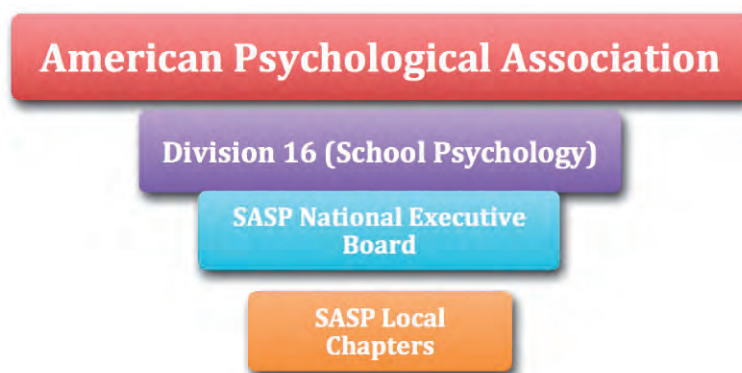 American Psychological Association
Division 16 (School Psychology)
SASP National Executive
Board
SASP Local
Chapters